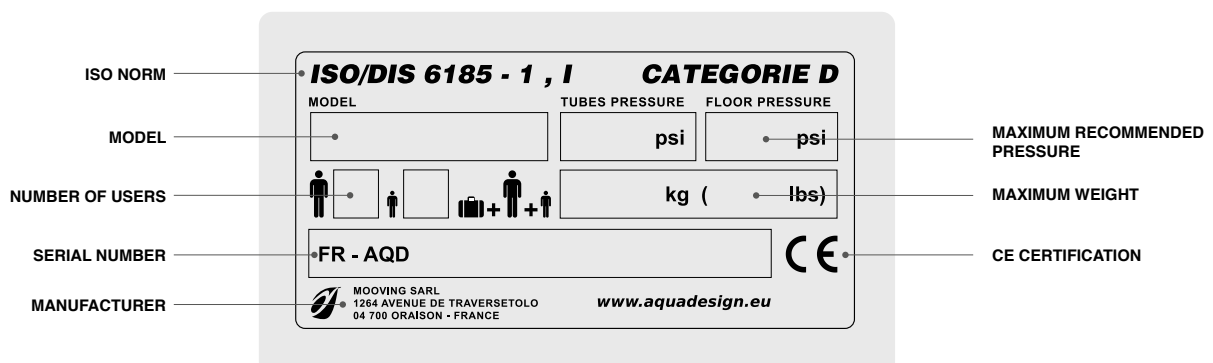 ISO NORM
ISO/DIS 6185 - 1 , I CATEGORIE D
MODEL TUBES PRESSURE FLOOR PRESSURE
MODEL
psi psi
MAXIMUM RECOMMENDED
PRESSURE
NUMBER OF USERS
+ +
kg ( lbs)
MAXIMUM WEIGHT
SERIAL NUMBER
FR - AQD
CE
CE CERTIFICATION
MANUFACTURER
MOOVING SARL
1264 AVENUE DE TRAVERSETOLO
04 700 ORAISON - FRANCE
www.aquadesign.eu